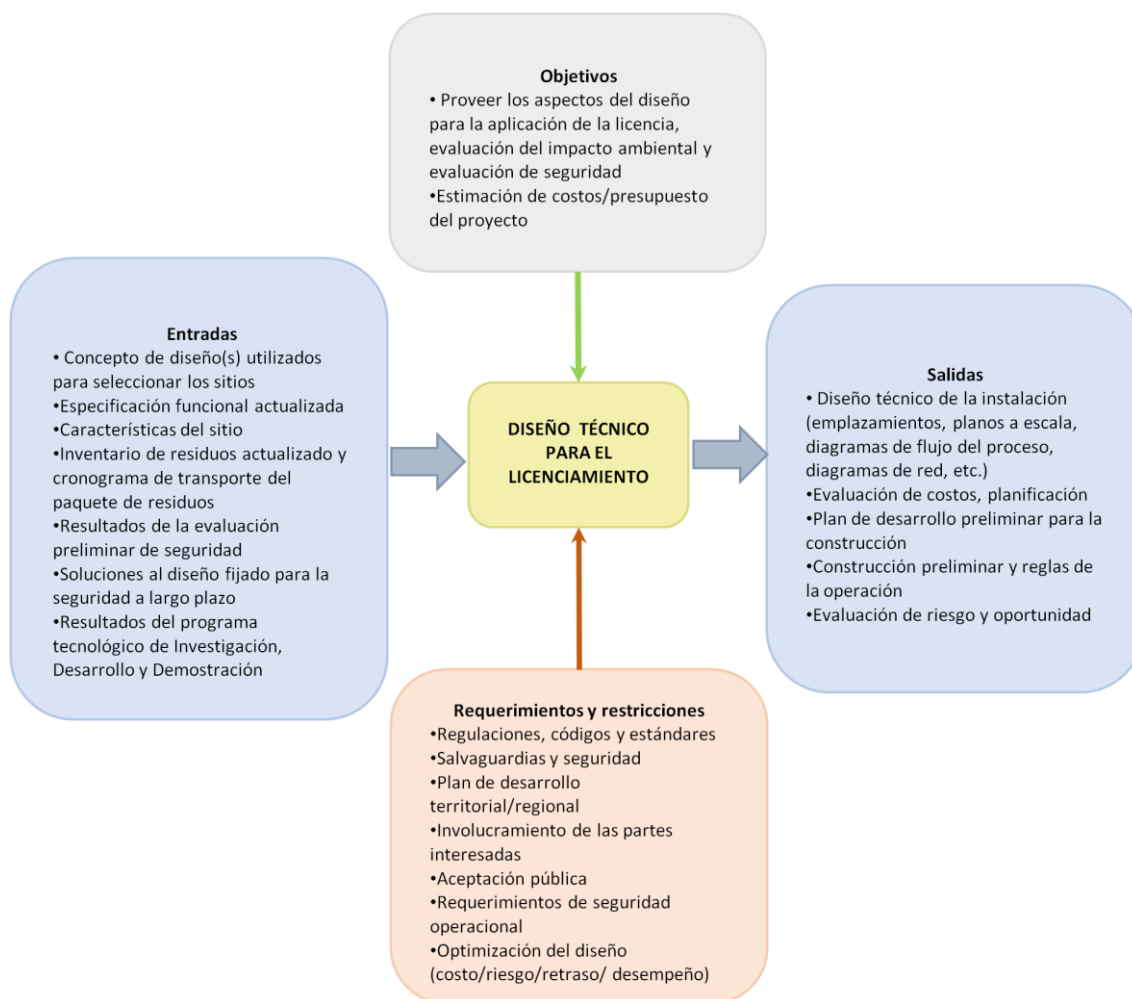 Objetivos
• Proveer los aspectos del diseño
para la aplicación de la licencia,
evaluación del impacto ambiental y
evaluación de seguridad
•Estimación de costos/presupuesto
del proyecto
Entradas
• Concepto de diseño(s) utilizados
para seleccionar los sitios
•Especificación funcional actualizada
•Características del sitio
•Inventario de residuos actualizado y
cronograma de transporte del
paquete de residuos
•Resultados de la evaluación
preliminar de seguridad
•Soluciones al diseño fijado para la
seguridad a largo plazo
•Resultados del programa
tecnológico de Investigación,
Desarrollo y Demostración
DISEÑO TÉCNICO
PARA EL
LICENCIAMIENTO
Salidas
• Diseño técnico de la instalación
(emplazamientos, planos a escala,
diagramas de flujo del proceso,
diagramas de red, etc.)
•Evaluación de costos, planificación
•Plan de desarrollo preliminar para la
construcción
•Construcción preliminar y reglas de
la operación
•Evaluación de riesgo y oportunidad
Requerimientos y restricciones
•Regulaciones, códigos y estándares
•Salvaguardias y seguridad
•Plan de desarrollo
territorial/regional
•Involucramiento de las partes
interesadas
•Aceptación pública
•Requerimientos de seguridad
operacional
•Optimización del diseño
(costo/riesgo/retraso/ desempeño)